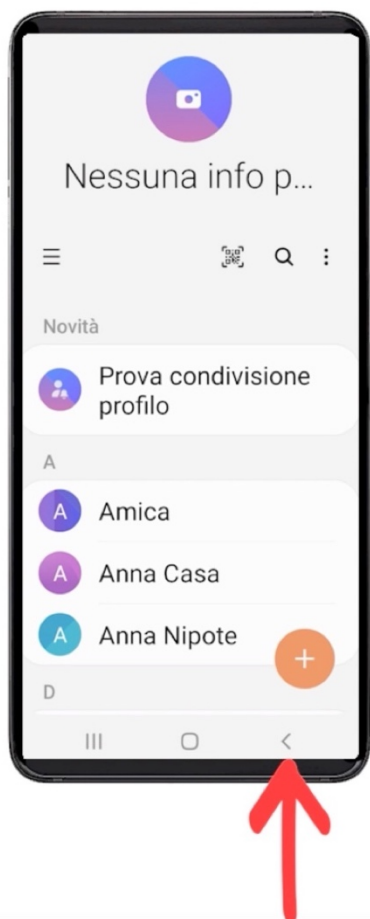 Nessuna info p...
Novità
Prova condivisione
profilo
A
A Amica
A Anna Casa
A Anna Nipote
D